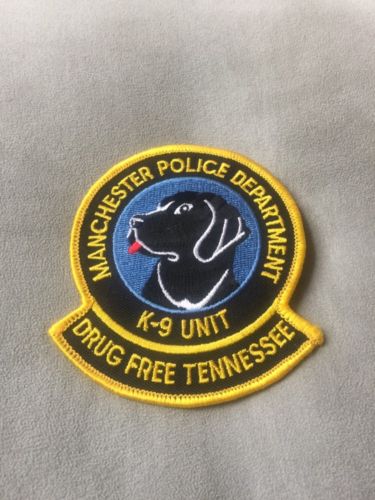 MANCHESTER POLICE DEPARTMENT
K-9 UNIT
DRUG FREE TENNESSEE